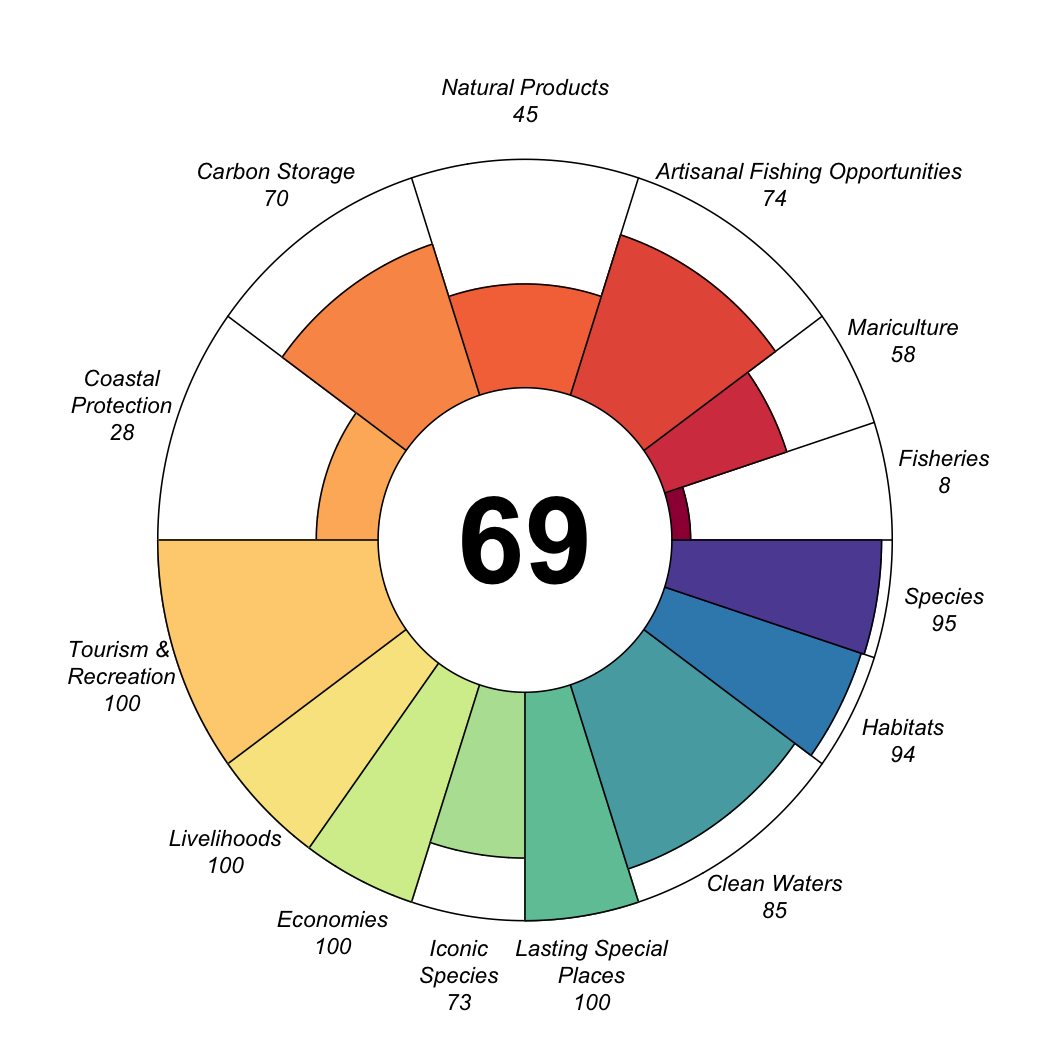 Natural Products
45
Carbon Storage
70
Artisanal Fishing Opportunities
74
Mariculture
58
Coastal
Protection
28
Fisheries
8
69
Species
95
Tourism &
Recreation
100
Habitats
94
Livelihoods
100
Clean Waters
85
Economies
100
Iconic
Species
73
Lasting Special
Places
100